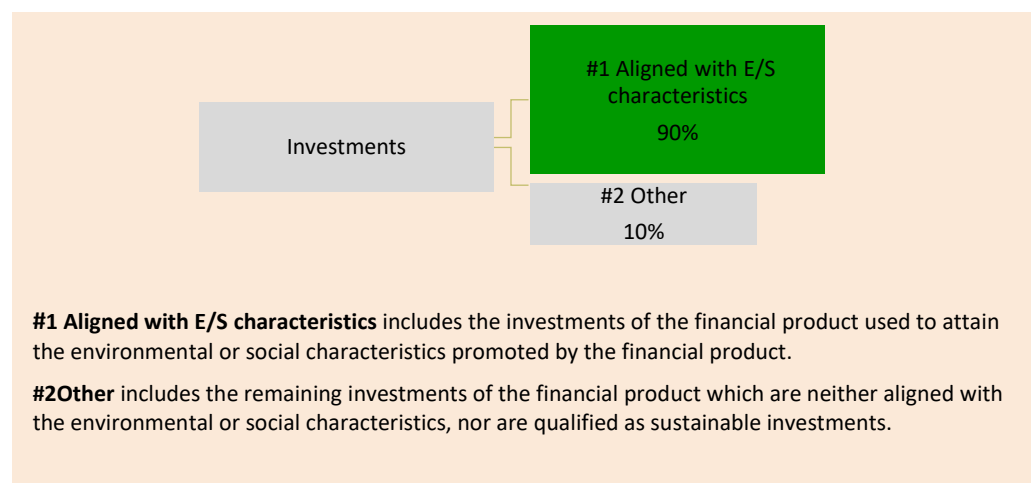 #1 Aligned with E/S
characteristics
90%
Investments
#2 Other
10%
#1 Aligned with E/S characteristics includes the investments of the financial product used to attain
the environmental or social characteristics promoted by the financial product.
#2Other includes the remaining investments of the financial product which are neither aligned with
the environmental or social characteristics, nor are qualified as sustainable investments.